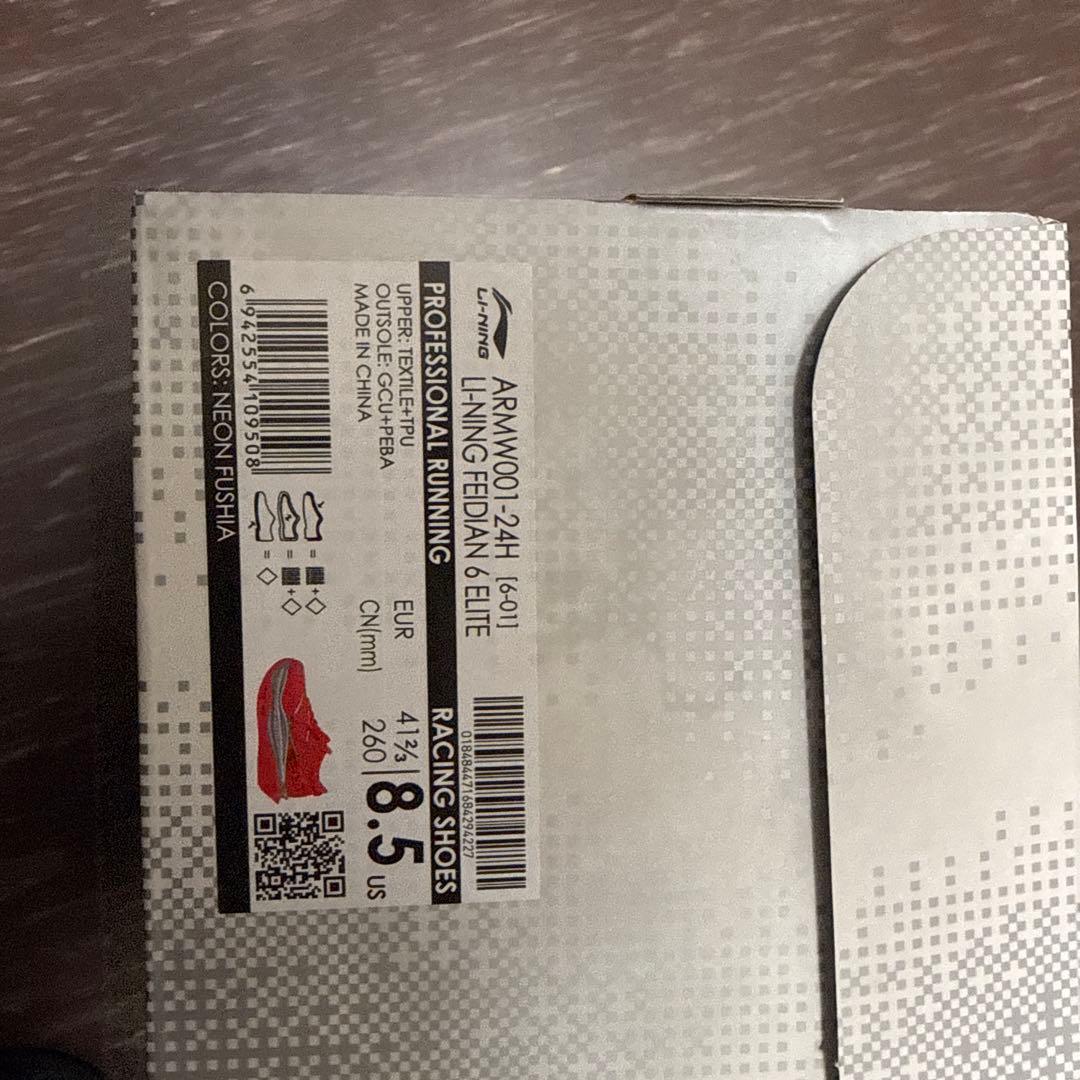 LI-NING
ARMW001-24H [6-01]
LI-NING FEIDIAN 6 ELITE
018484471684294227
PROFESSIONAL RUNNING RACING SHOES
UPPER: TEXTILE+TPU
OUTSOLE: GCU+PEBA
MADE IN CHINA
EUR 41⅔
CN(mm) 260
8.5 US
6 942554 109508
COLORS: NEON FUSHIA